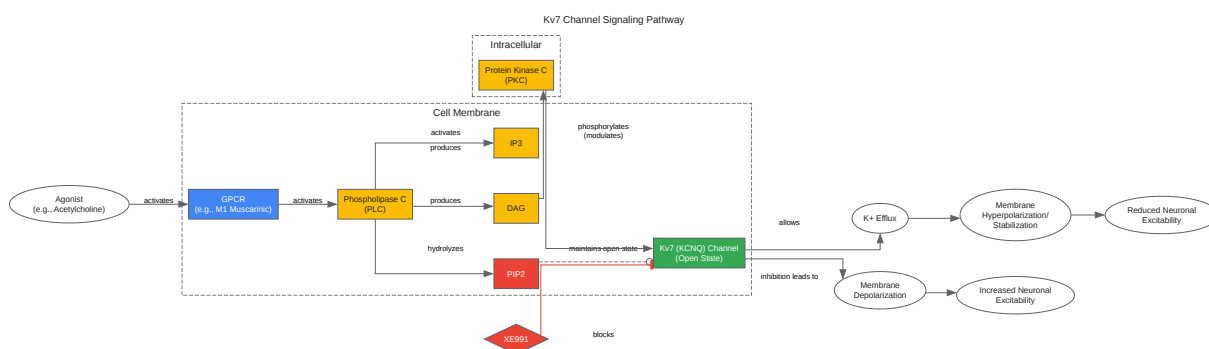 Kv7 Channel Signaling Pathway
Intracellular
Protein Kinase C
(PKC)
Cell Membrane
activates
produces
IP3
phosphorylates
(modulates)
Agonist
(e.g., Acetylcholine)
activates
GPCR
(e.g., M1 Muscarinic)
activates
Phospholipase C
(PLC)
produces
DAG
hydrolyzes
PIP2
maintains open state
Kv7 (KCNQ) Channel
(Open State)
allows
K+ Efflux
Membrane
Hyperpolarization/
Stabilization
Reduced Neuronal
Excitability
inhibition leads to
Membrane
Depolarization
Increased Neuronal
Excitability
XE991
blocks